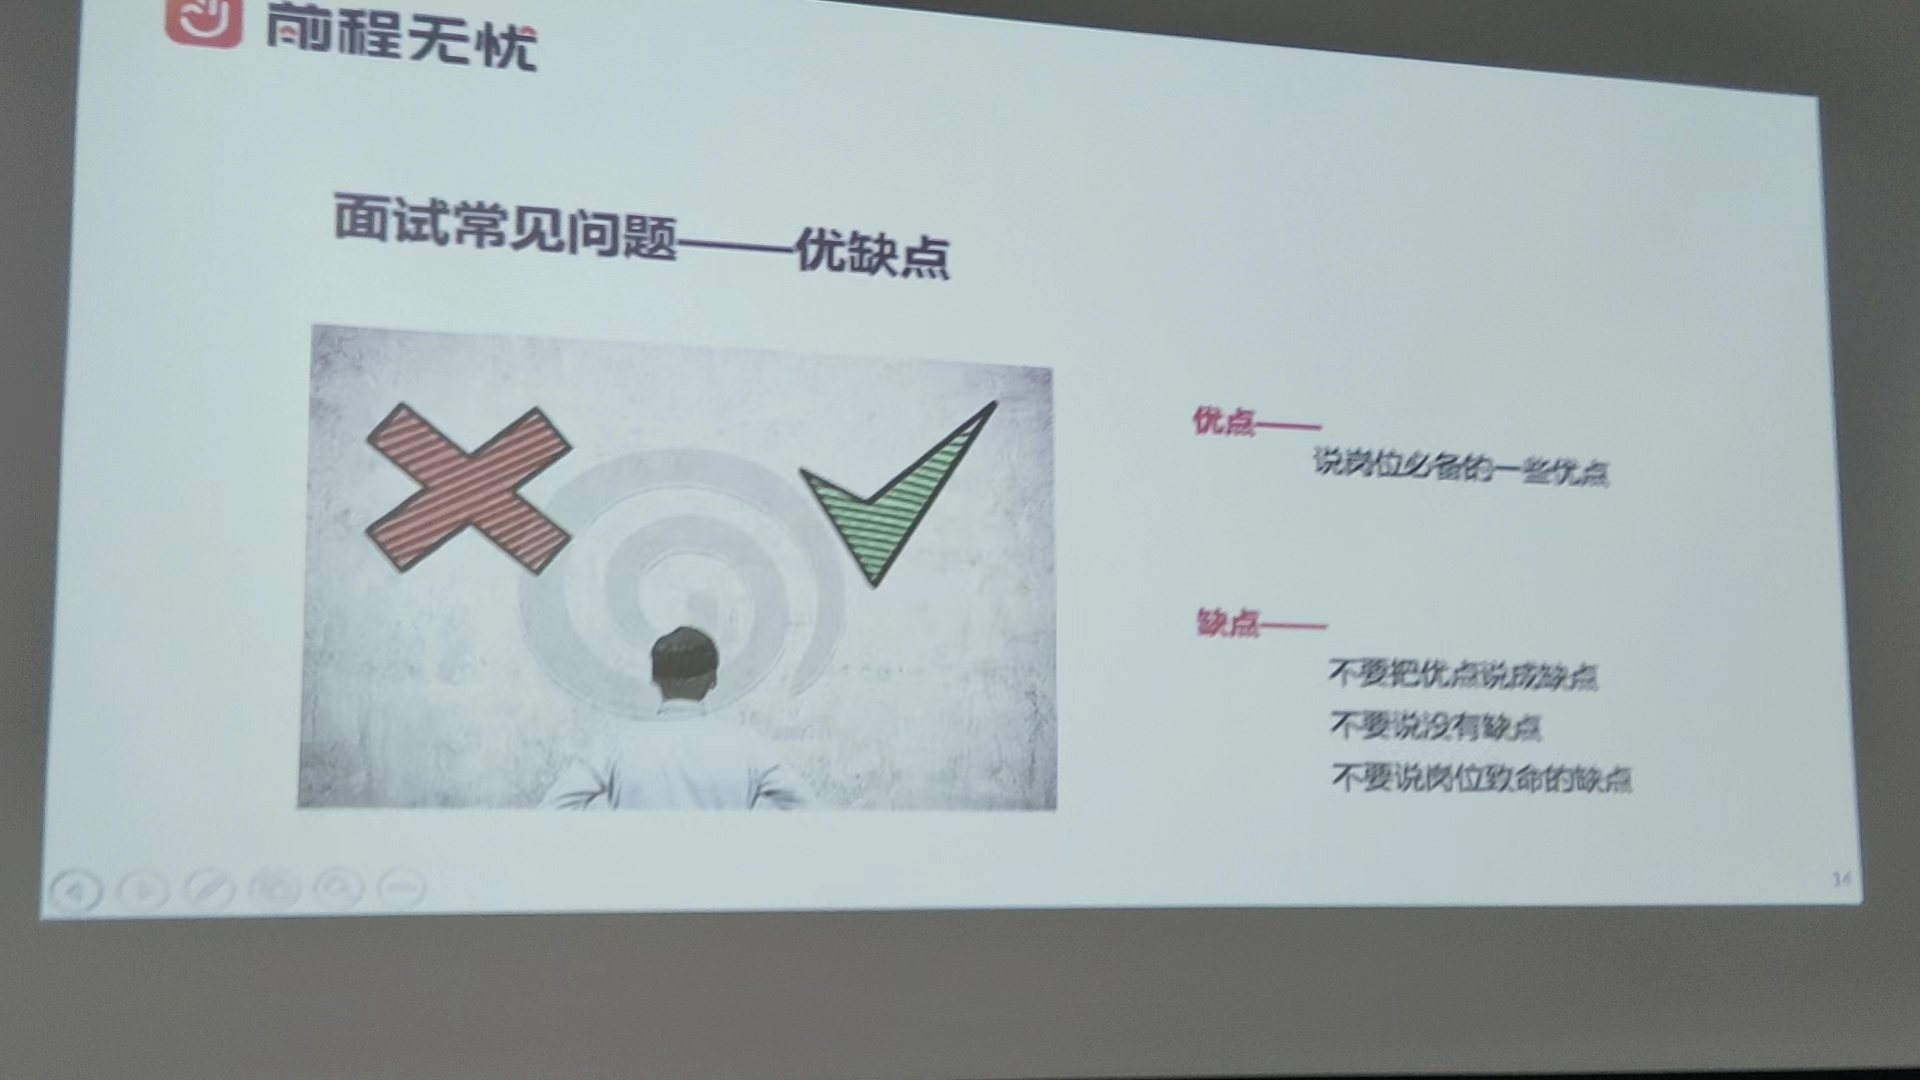 前程无忧
面试常见问题——优缺点
优点——
说岗位必备的一些优点
缺点——
不要把优点说成缺点
不要说没有缺点
不要说岗位致命的缺点
14